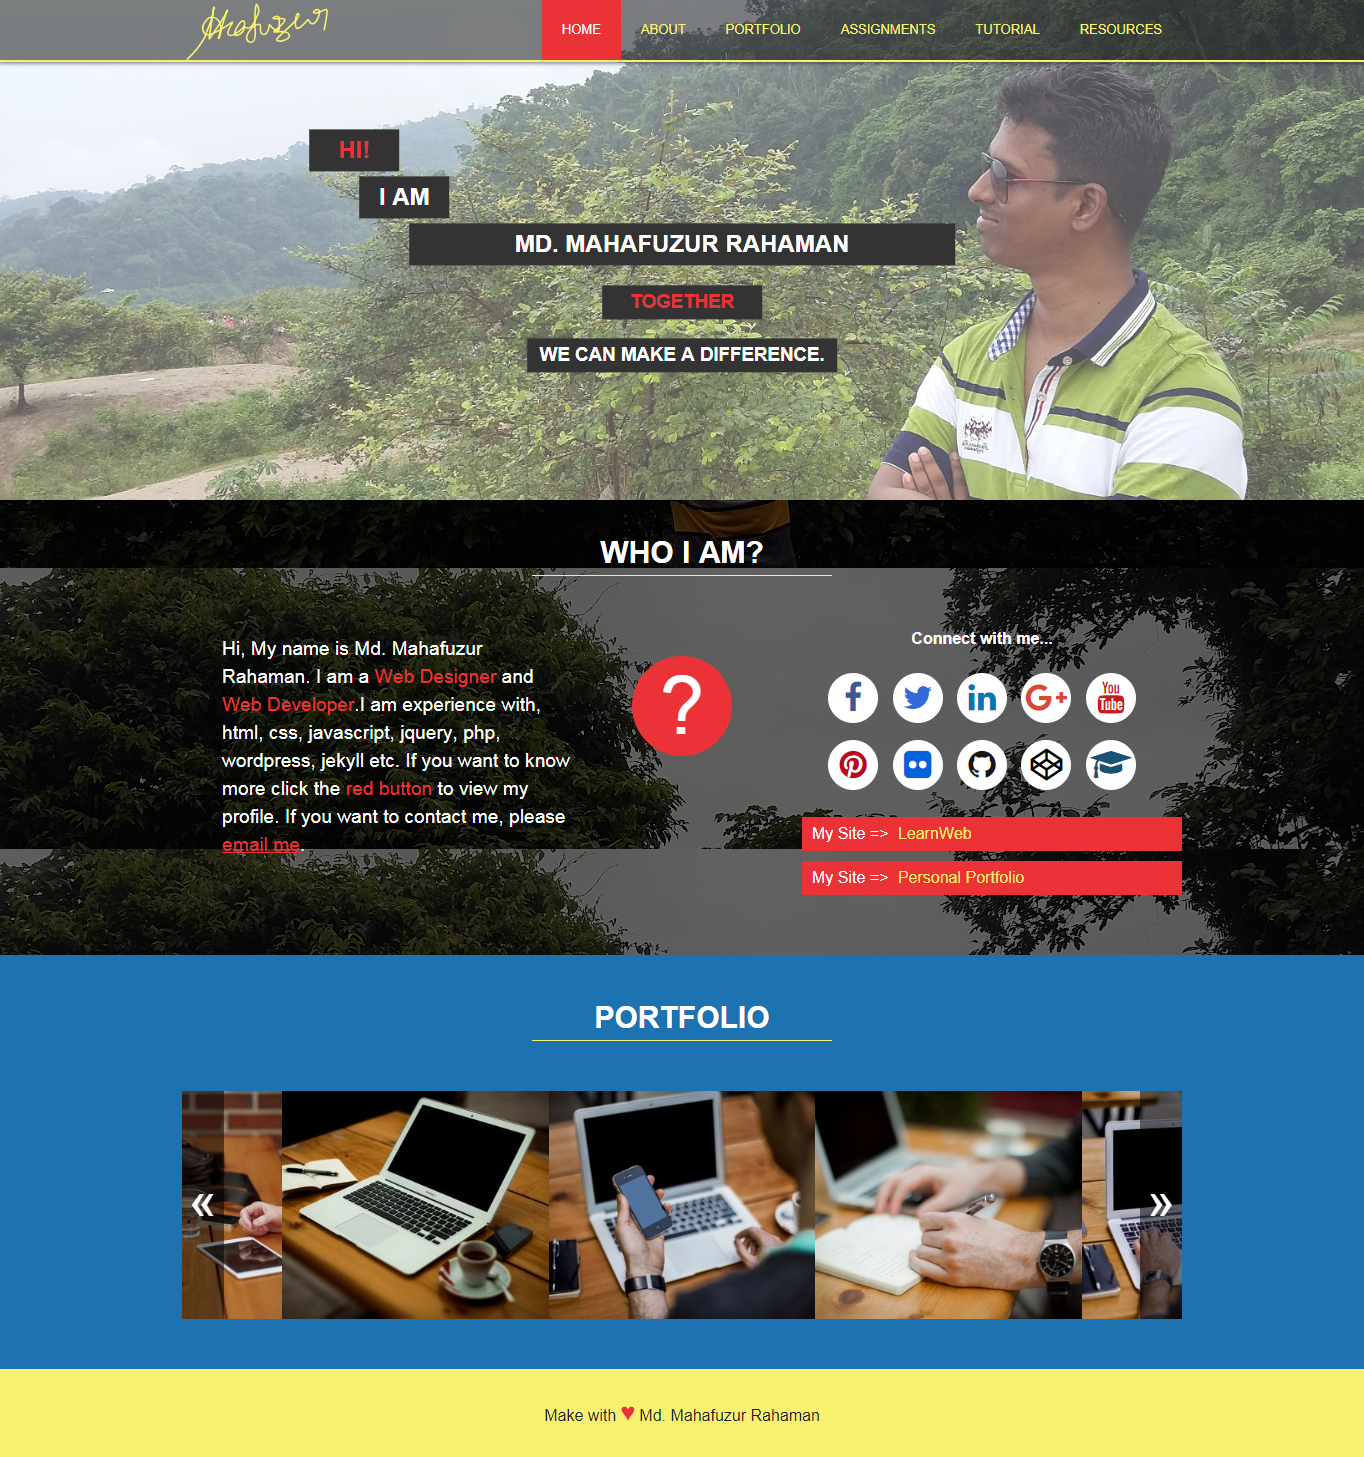 Mahafuzur
HOME ABOUT PORTFOLIO ASSIGNMENTS TUTORIAL RESOURCES
HI!
I AM
MD. MAHAFUZUR RAHAMAN
TOGETHER
WE CAN MAKE A DIFFERENCE.
WHO I AM?
Hi, My name is Md. Mahafuzur
Rahaman. I am a Web Designer and
Web Developer.I am experience with,
html, css, javascript, jquery, php,
wordpress, jekyll etc. If you want to know
more click the red button to view my
profile. If you want to contact me, please
email me.
?
Connect with me...
You
Tube
My Site => LearnWeb
My Site => Personal Portfolio
PORTFOLIO
« »
Make with ♥ Md. Mahafuzur Rahaman